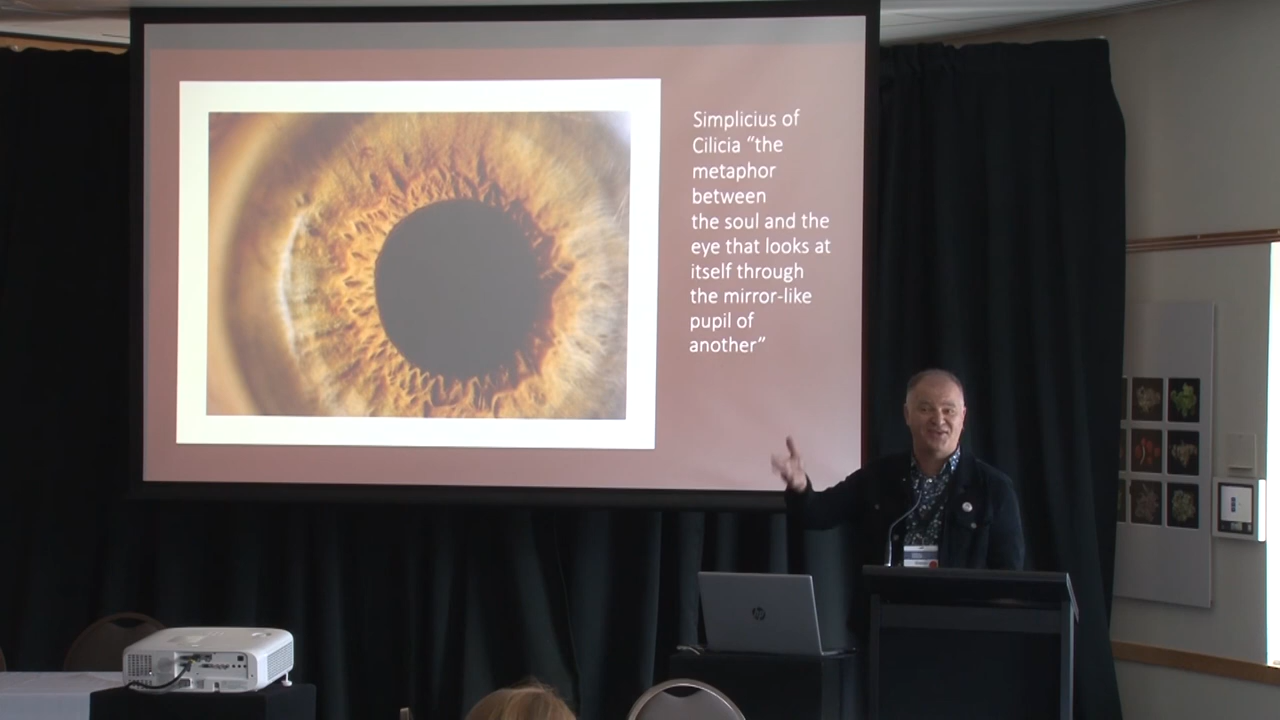 Simplicius of
Cilicia “the
metaphor
between
the soul and the
eye that looks at
itself through
the mirror-like
pupil of
another”
hp